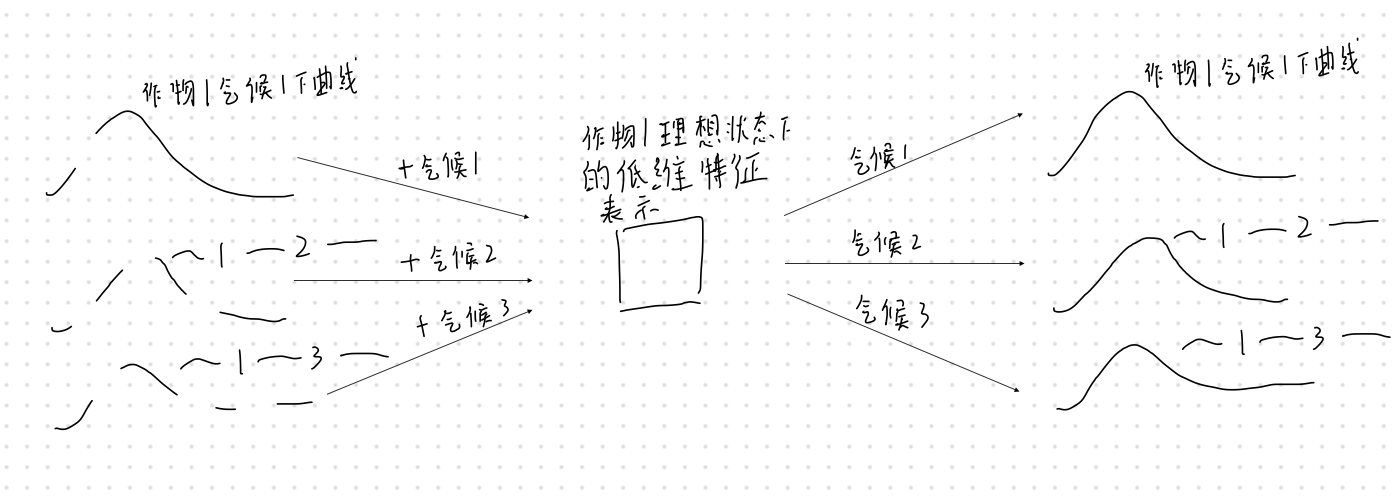 作物1气候1下曲线
+气候1
~1—2—
+气候2
~1—3—
+气候3
作物1理想状态下
的低维特征
表示
作物1气候1下曲线
气候1
气候2
~1—2—
气候3
~1—3—